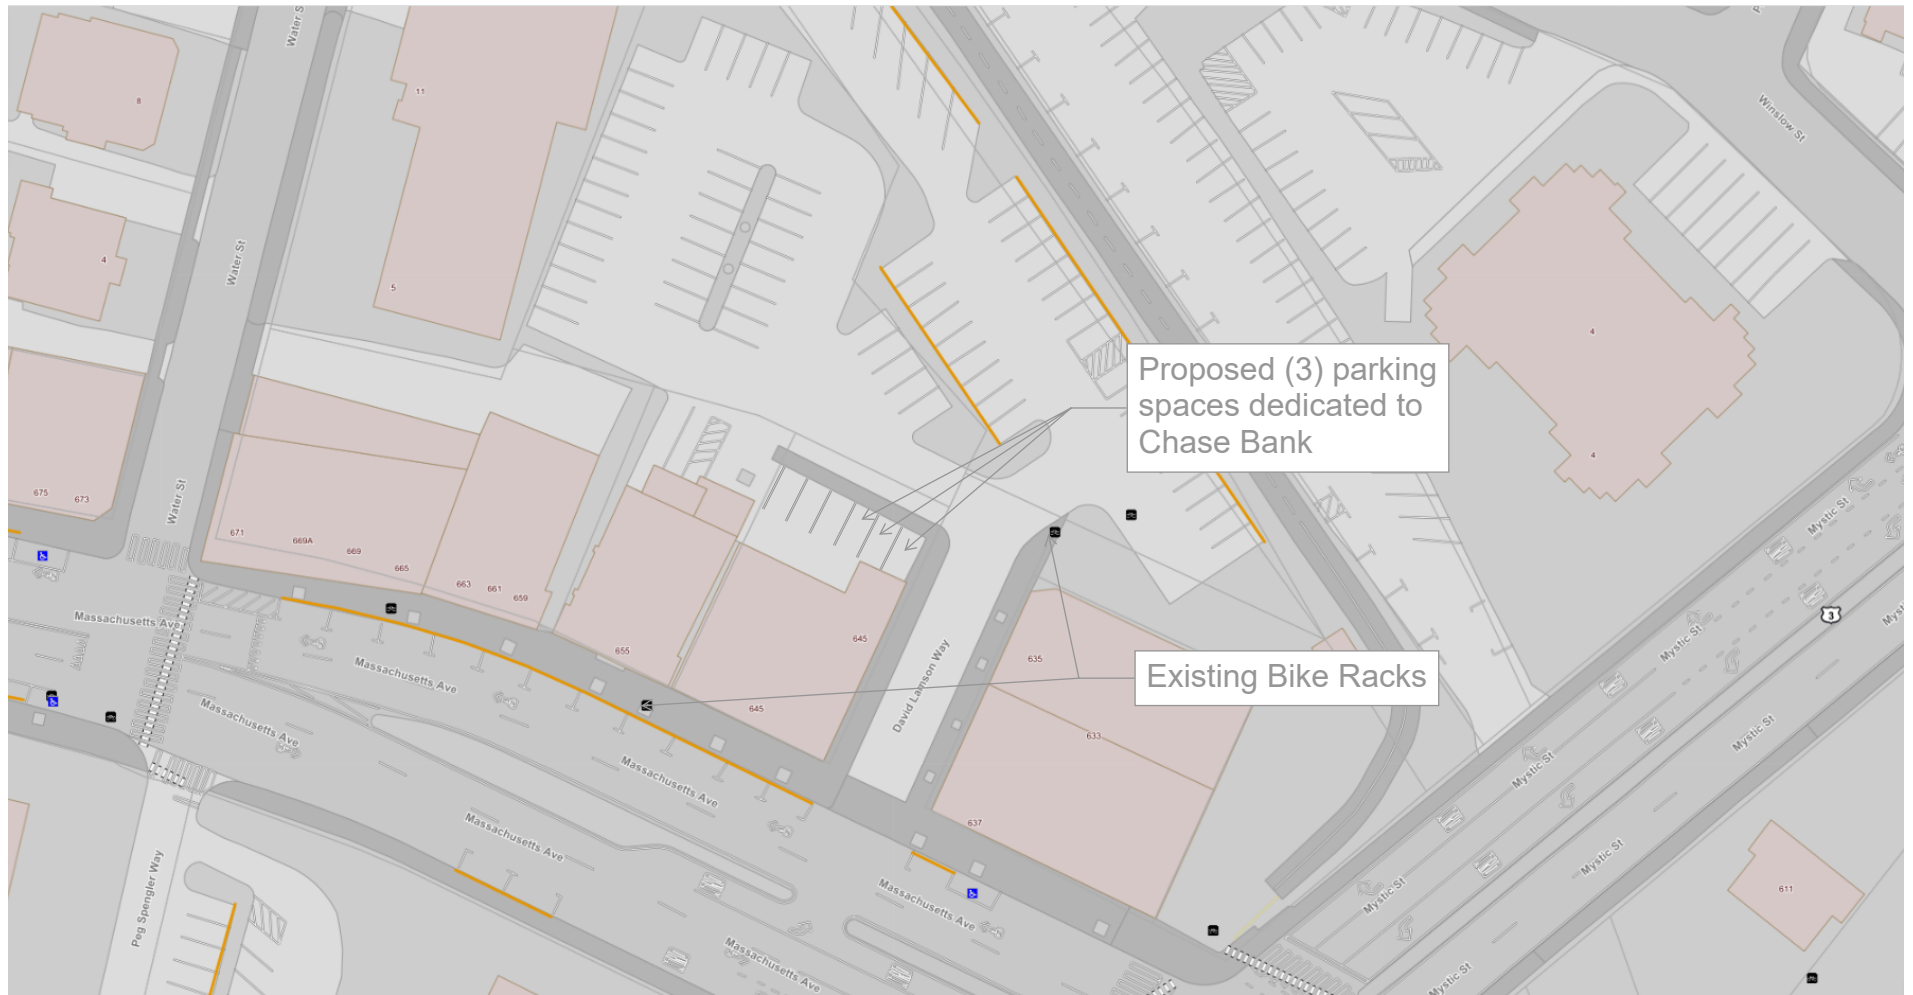 Water St
8
11
Winslow St
Water St
4
5
4
Proposed (3) parking
spaces dedicated to
Chase Bank
4
675
673
Water St
Mystic St
671
669A
669
665
663
661
659
3
Massachusetts Ave
Mystic St
Massachusetts Ave
655
645
635
Existing Bike Racks
David Lamson Way
645
Massachusetts Ave
633
Mystic St
Mystic St
Massachusetts Ave
637
Massachusetts Ave
Mystic St
Peg Spengler Way
Massachusetts Ave
Mystic St
611
Massachusetts Ave
Mystic St